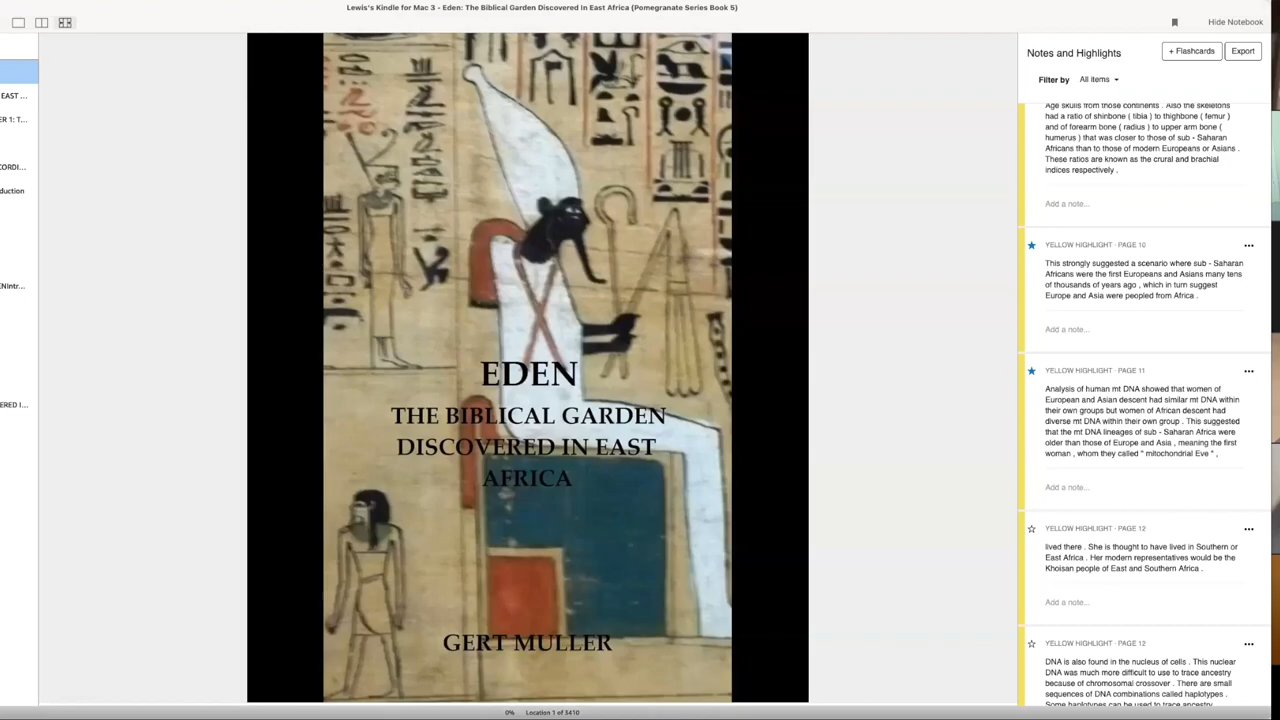 Lewis's Kindle for Mac 3 - Eden: The Biblical Garden Discovered In East Africa (Pomegranate Series Book 5)
Hide Notebook
EAST ...
ER 1: T...
CORDI...
oduction
ENintr...
ERED I...
EDEN
THE BIBLICAL GARDEN
DISCOVERED IN EAST
AFRICA
GERT MULLER
0% Location 1 of 5410
Notes and Highlights
+ Flashcards
Export
Filter by All items
Age skulls from those continents . Also the skeletons
had a ratio of shinbone ( tibia ) to thighbone ( femur )
and of forearm bone ( radius ) to upper arm bone (
humerus ) that was closer to those of sub - Saharan
Africans than to those of modern Europeans or Asians .
These ratios are known as the crural and brachial
indices respectively .
Add a note...
YELLOW HIGHLIGHT · PAGE 10
This strongly suggested a scenario where sub - Saharan
Africans were the first Europeans and Asians many tens
of thousands of years ago , which in turn suggest
Europe and Asia were peopled from Africa .
Add a note...
YELLOW HIGHLIGHT · PAGE 11
Analysis of human mt DNA showed that women of
European and Asian descent had similar mt DNA within
their own groups but women of African descent had
diverse mt DNA within their own group . This suggested
that the mt DNA lineages of sub - Saharan Africa were
older than those of Europe and Asia , meaning the first
woman , whom they called " mitochondrial Eve " ,
Add a note...
YELLOW HIGHLIGHT · PAGE 12
lived there . She is thought to have lived in Southern or
East Africa . Her modern representatives would be the
Khoisan people of East and Southern Africa .
Add a note...
YELLOW HIGHLIGHT · PAGE 12
DNA is also found in the nucleus of cells . This nuclear
DNA was much more difficult to use to trace ancestry
because of chromosomal crossover . There are small
sequences of DNA combinations called haplotypes .
Some haplotypes can be used to trace ancestry